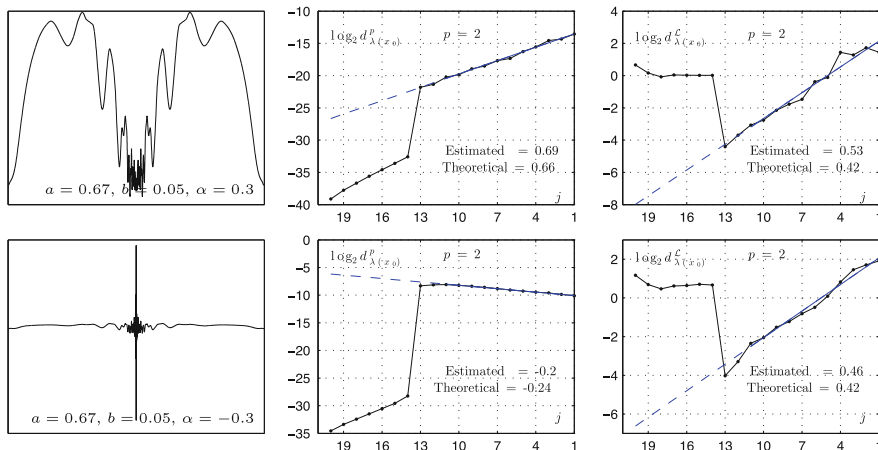 a = 0.67, b = 0.05, α = 0.3
log₂ d^p_λ(x₀)
p = 2
Estimated = 0.69
Theoretical = 0.66
j
−10
−15
−20
−25
−30
−35
−40
19 16 13 10 7 4 1
log₂ d^𝓛_λ(x₀)
p = 2
Estimated = 0.53
Theoretical = 0.42
j
4
2
0
−2
−4
−6
8
19 16 13 10 7 4 1
a = 0.67, b = 0.05, α = −0.3
log₂ d^p_λ(x₀)
p = 2
Estimated = -0.2
Theoretical = -0.24
j
0
−5
−10
−15
−20
−25
−30
−35
19 16 13 10 7 4 1
log₂ d^𝓛_λ(x₀)
p = 2
Estimated = 0.46
Theoretical = 0.42
j
4
2
0
−2
−4
−6
19 16 13 10 7 4 1